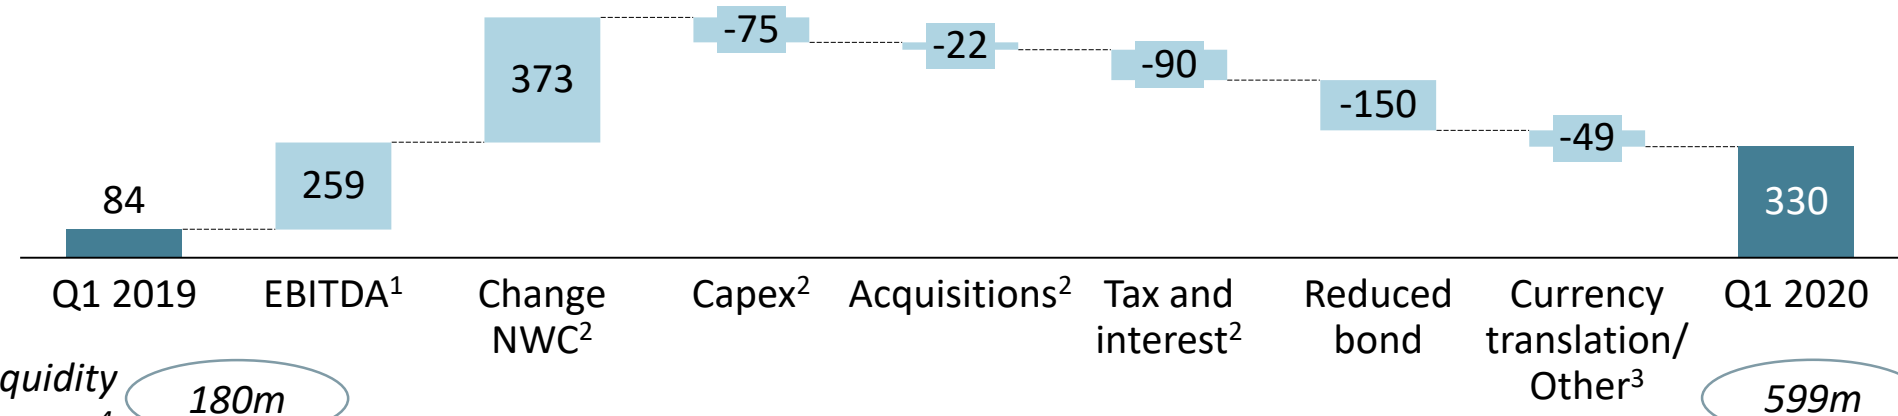 84
259
373
-75
-22
-90
-150
-49
330
Q1 2019
EBITDA¹
Change
NWC²
Capex²
Acquisitions²
Tax and
interest²
Reduced
bond
Currency
translation/
Other³
Q1 2020
quidity
180m
599m